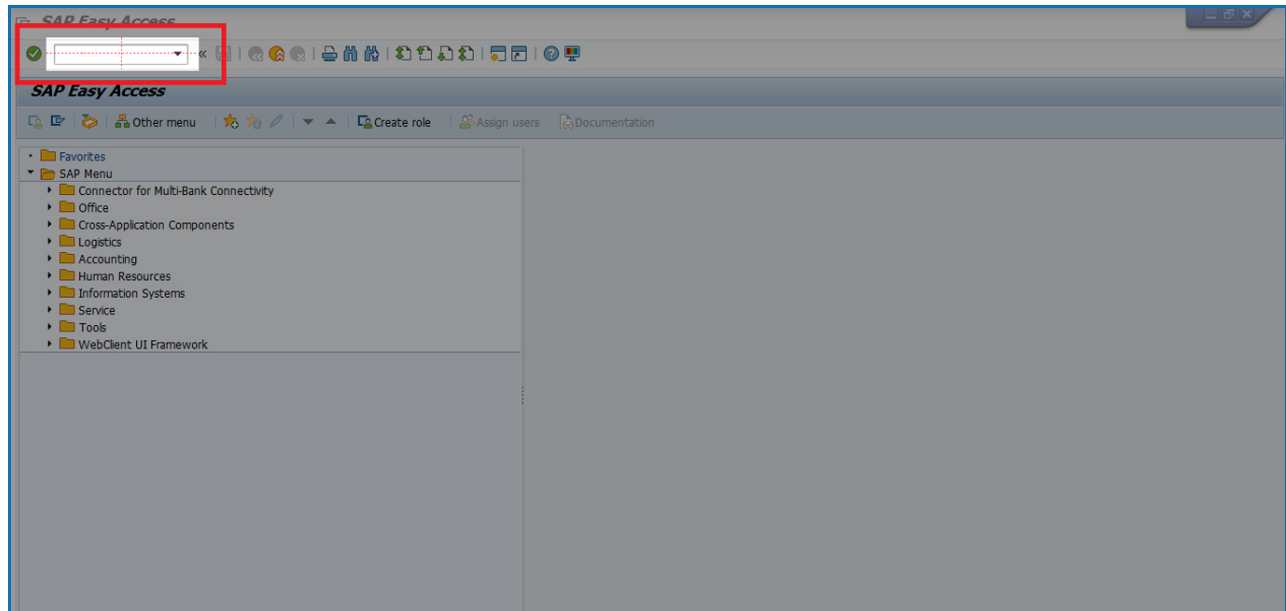 SAP Easy Access
SAP Easy Access
Other menu Create role Assign users Documentation
Favorites
SAP Menu
Connector for Multi-Bank Connectivity
Office
Cross-Application Components
Logistics
Accounting
Human Resources
Information Systems
Service
Tools
WebClient UI Framework